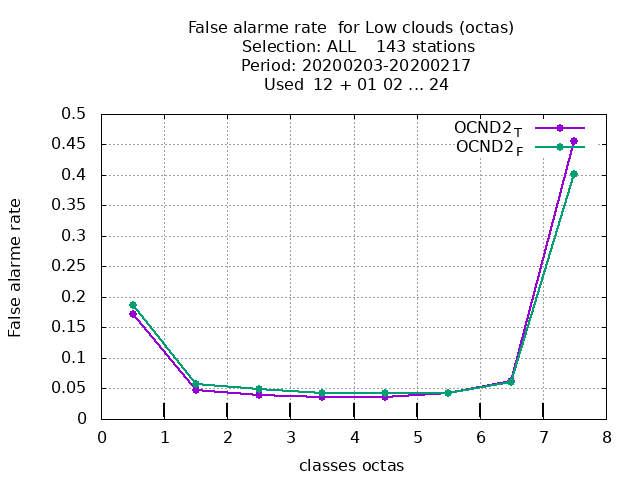 False alarme rate for Low clouds (octas)
Selection: ALL 143 stations
Period: 20200203-20200217
Used 12 + 01 02 ... 24
OCND2T
OCND2F
False alarme rate
0.5
0.45
0.4
0.35
0.3
0.25
0.2
0.15
0.1
0.05
0
0 1 2 3 4 5 6 7 8
classes octas